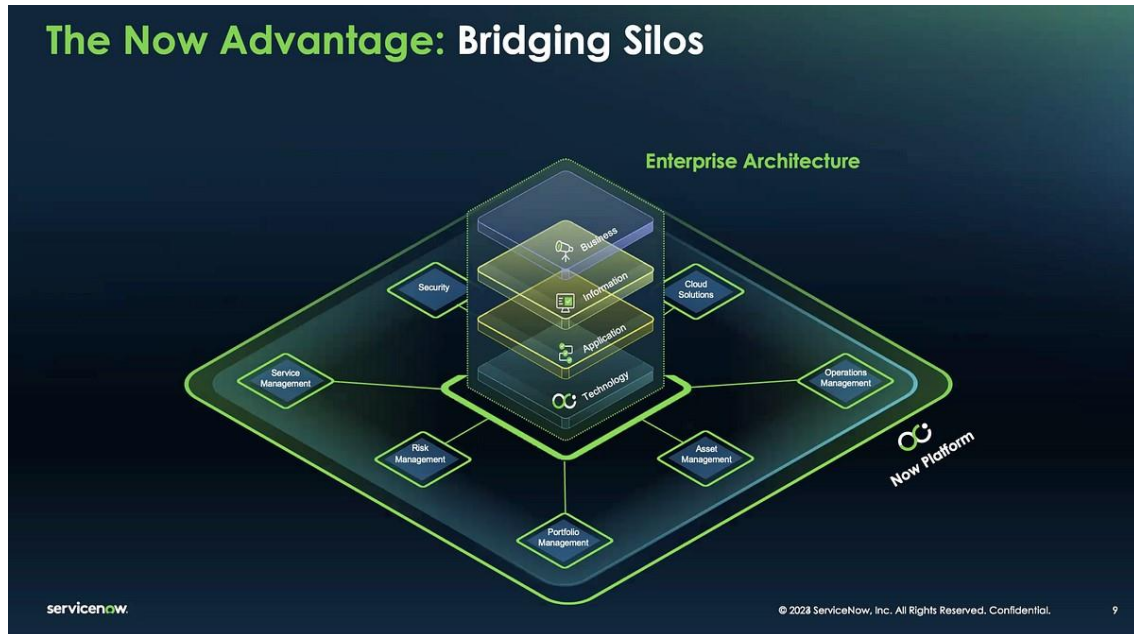 The Now Advantage: Bridging Silos
Enterprise Architecture
Business
Information
Application
Technology
Security
Cloud
Solutions
Service
Management
Operations
Management
Risk
Management
Asset
Management
Portfolio
Management
Now Platform
servicenow.
© 2023 ServiceNow, Inc. All Rights Reserved. Confidential.
9